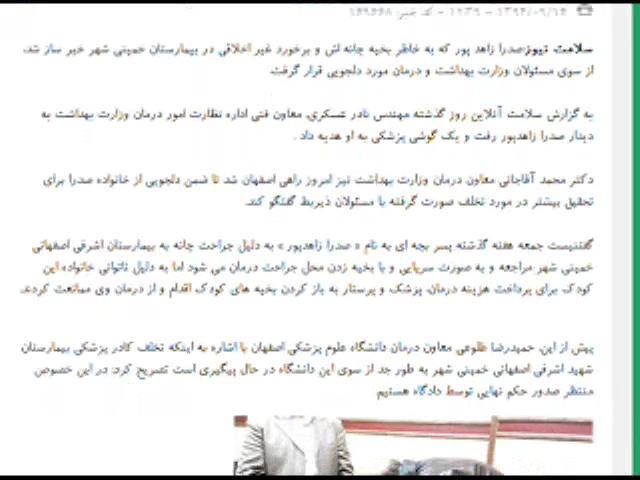 ۱۳۹۴/۰۹/۱۶ -
سلامت نیوز:صدرا زاهد پور که به خاطر بخیه چانه اش و برخورد غیر اخلاقی در بیمارستان خمینی شهر خبر ساز شد،
از سوی مسئولان وزارت بهداشت و درمان مورد دلجویی قرار گرفت.
به گزارش سلامت آنلاین روز گذشته مهندس نادر عسکری، معاون فنی اداره نظارت امور درمان وزارت بهداشت به
دیدار صدرا زاهدپور رفت و یک گوشی پزشکی به او هدیه داد .
دکتر محمد آقاجانی معاون درمان وزارت بهداشت نیز امروز راهی اصفهان شد تا ضمن دلجویی از خانواده صدرا برای
تحقیق بیشتر در مورد تخلف صورت گرفته با مسئولان ذیربط گفتگو کند.
گفتنیست جمعه هفته گذشته پسر بچه ای به نام « صدرا زاهدپور » به دلیل جراحت چانه به بیمارستان اشرفی اصفهانی
خمینی شهر مراجعه و به صورت سرپایی و با بخیه زدن محل جراحت درمان می شود اما به دلیل ناتوانی خانواده این
کودک برای پرداخت هزینه درمان، پزشک و پرستار به باز کردن بخیه های کودک اقدام و از درمان وی ممانعت کردند.
پیش از این، حمیدرضا طلوعی معاون درمان دانشگاه علوم پزشکی اصفهان با اشاره به اینکه تخلف کادر پزشکی بیمارستان
شهید اشرفی اصفهانی خمینی شهر به طور جد از سوی این دانشگاه در حال پیگیری است تصریح کرد: در این خصوص
منتظر صدور حکم نهایی توسط دادگاه هستیم.